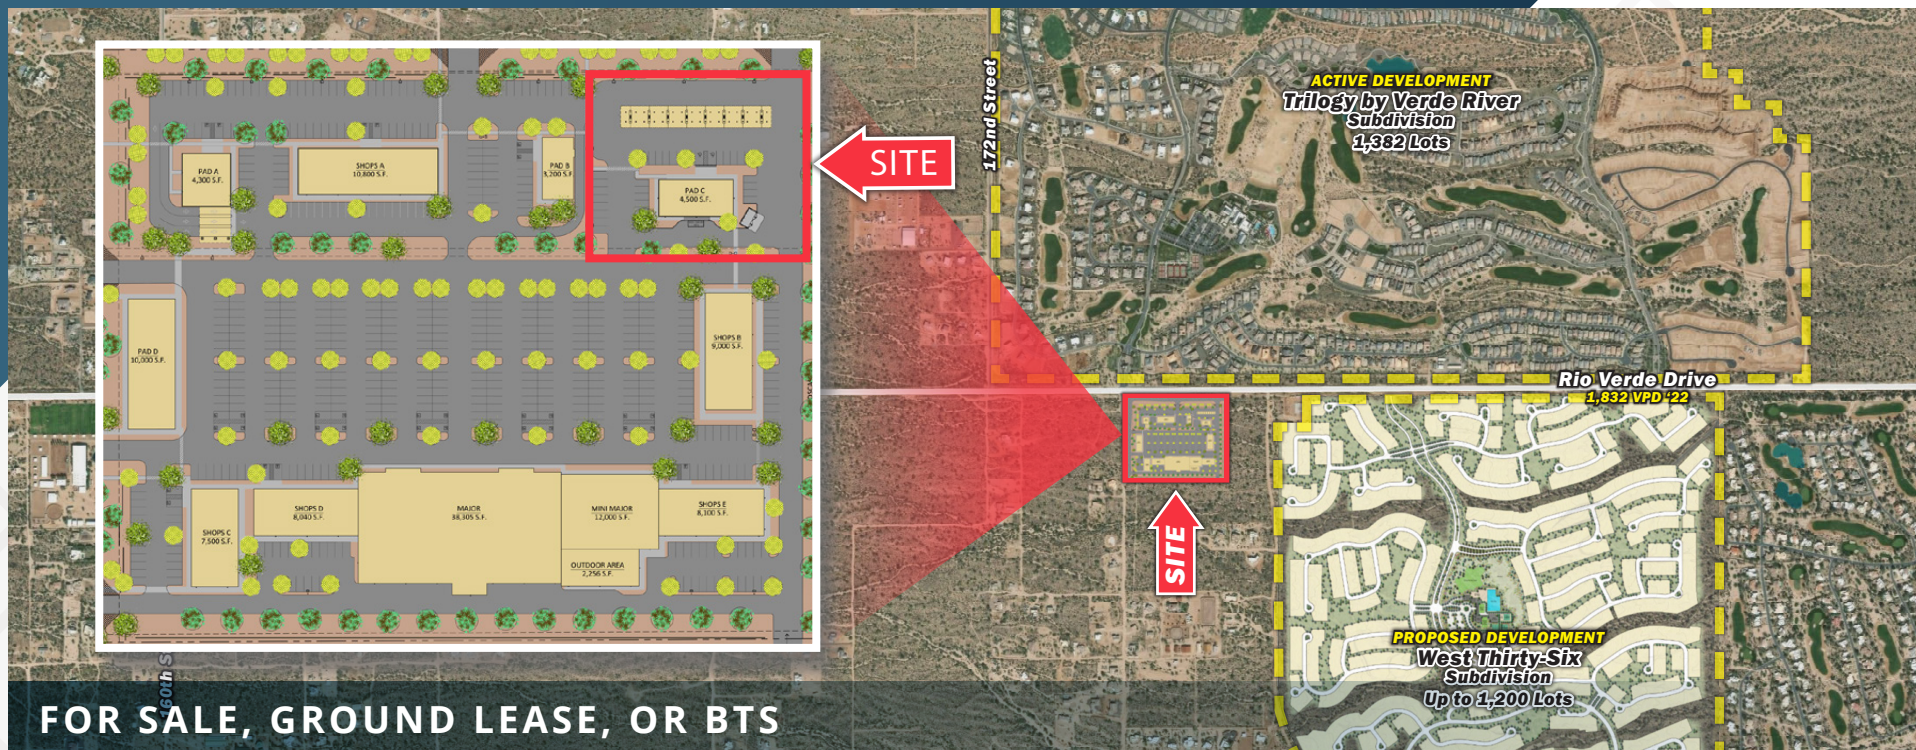 PAD A
4,300 S.F.
SHOPS A
10,800 S.F.
PAD B
3,200 S.F.
PAD C
4,500 S.F.
SITE
PAD D
10,000 S.F.
SHOPS B
9,000 S.F.
SHOPS C
7,500 S.F.
SHOPS D
8,040 S.F.
MAJOR
38,305 S.F.
MINI MAJOR
12,000 S.F.
OUTDOOR AREA
2,256 S.F.
SHOPS E
8,100 S.F.
172nd Street
ACTIVE DEVELOPMENT
Trilogy by Verde River
Subdivision
1,382 Lots
Rio Verde Drive
1,832 VPD '22
SITE
PROPOSED DEVELOPMENT
West Thirty-Six
Subdivision
Up to 1,200 Lots
160th S
FOR SALE, GROUND LEASE, OR BTS